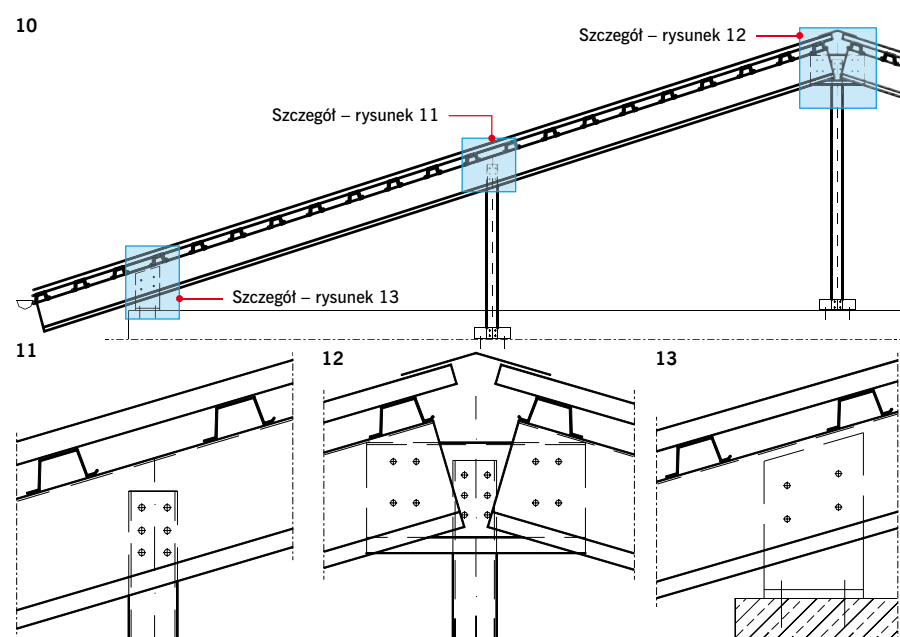 10
Szczegół – rysunek 12
Szczegół – rysunek 11
Szczegół – rysunek 13
11
12
13